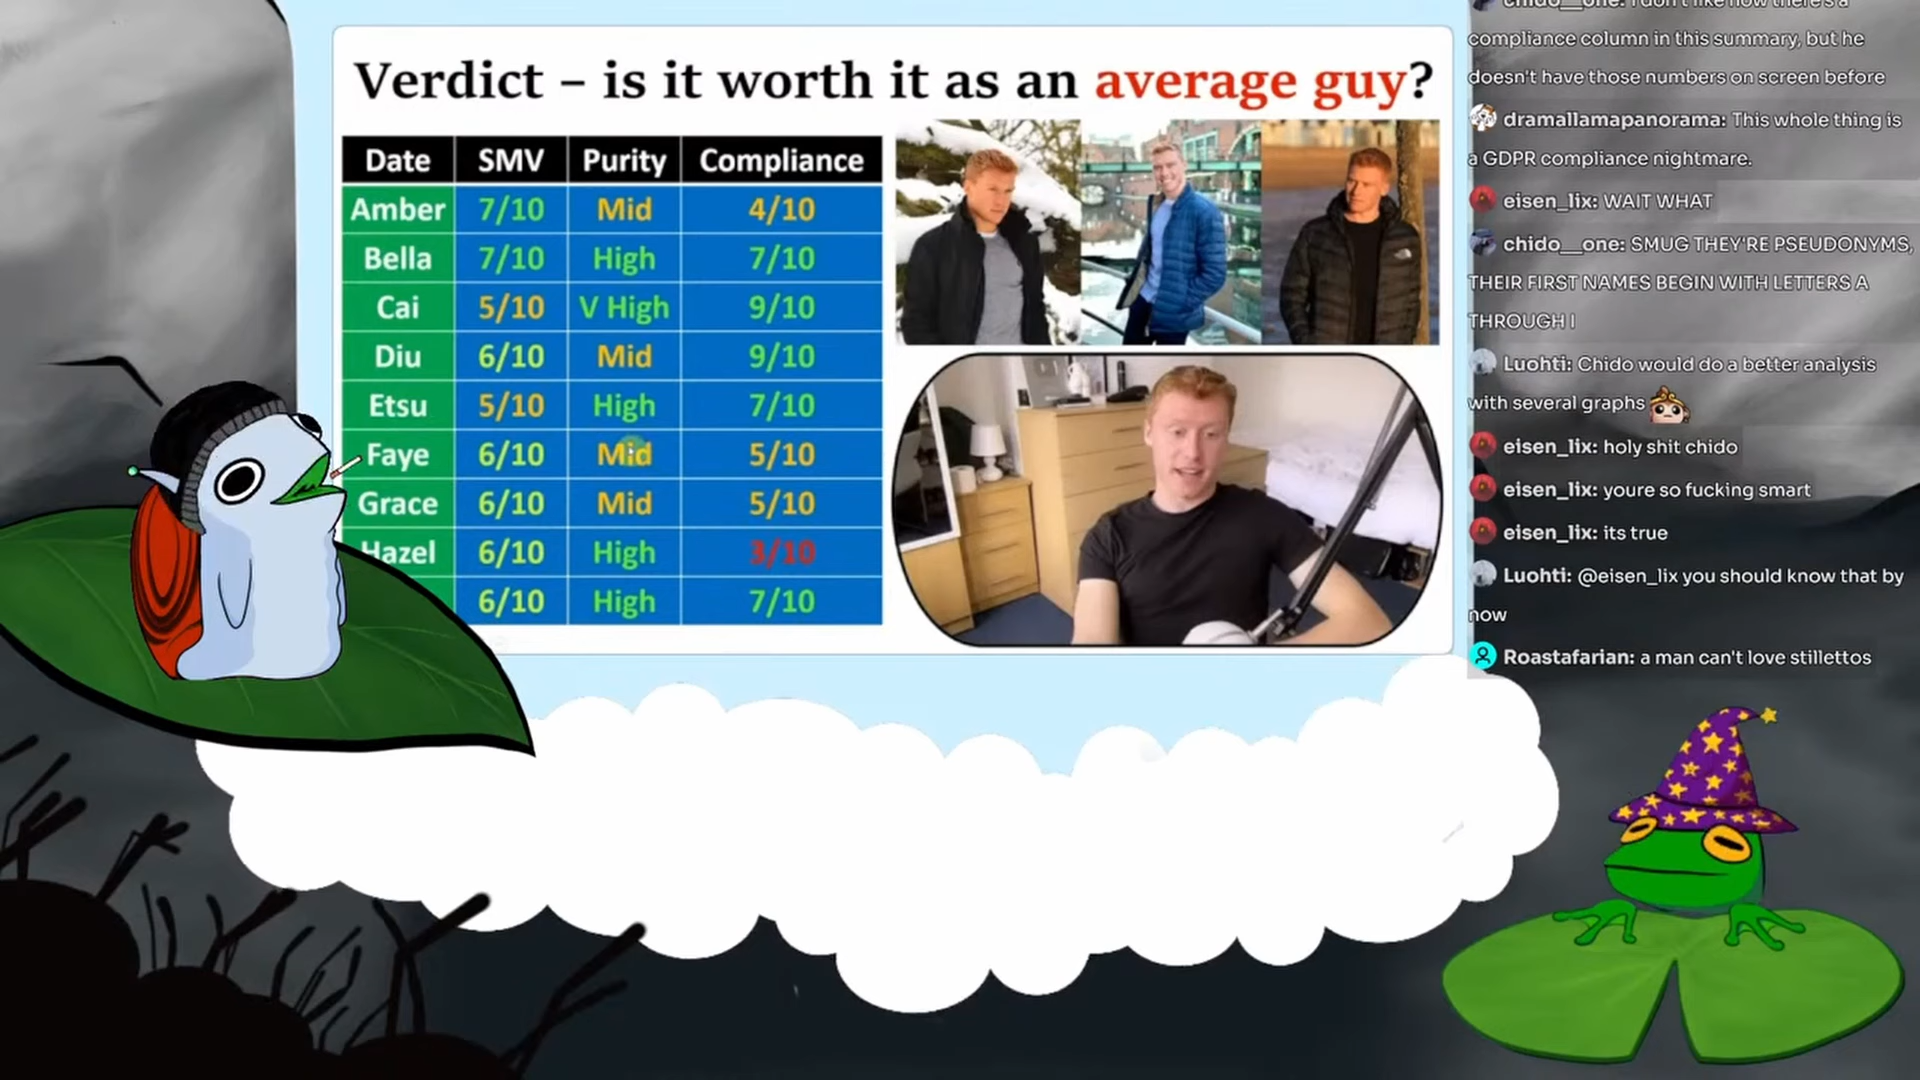 Verdict – is it worth it as an average guy?
Date SMV Purity Compliance
Amber 7/10 Mid 4/10
Bella 7/10 High 7/10
Cai 5/10 V High 9/10
Diu 6/10 Mid 9/10
Etsu 5/10 High 7/10
Faye 6/10 Mid 5/10
Grace 6/10 Mid 5/10
Hazel 6/10 High 3/10
6/10 High 7/10
compliance column in this summary, but he
doesn't have those numbers on screen before
dramallamapanorama: This whole thing is
a GDPR compliance nightmare.
eisen_lix: WAIT WHAT
chido__one: SMUG THEY'RE PSEUDONYMS,
THEIR FIRST NAMES BEGIN WITH LETTERS A
THROUGH I
Luohti: Chido would do a better analysis
with several graphs
eisen_lix: holy shit chido
eisen_lix: youre so fucking smart
eisen_lix: its true
Luohti: @eisen_lix you should know that by
now
Roastafarian: a man can't love stillettos